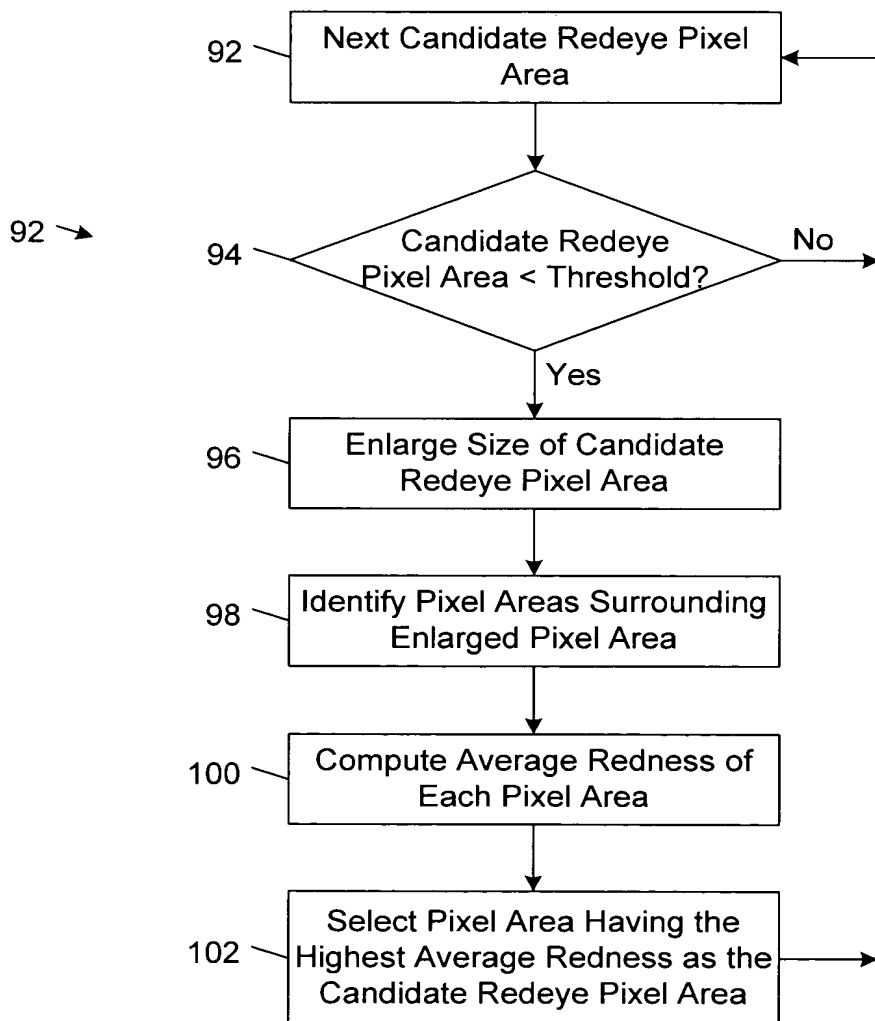 92
Next Candidate Redeye Pixel
Area
92
94
Candidate Redeye
Pixel Area < Threshold?
No
Yes
96
Enlarge Size of Candidate
Redeye Pixel Area
98
Identify Pixel Areas Surrounding
Enlarged Pixel Area
100
Compute Average Redness of
Each Pixel Area
102
Select Pixel Area Having the
Highest Average Redness as the
Candidate Redeye Pixel Area